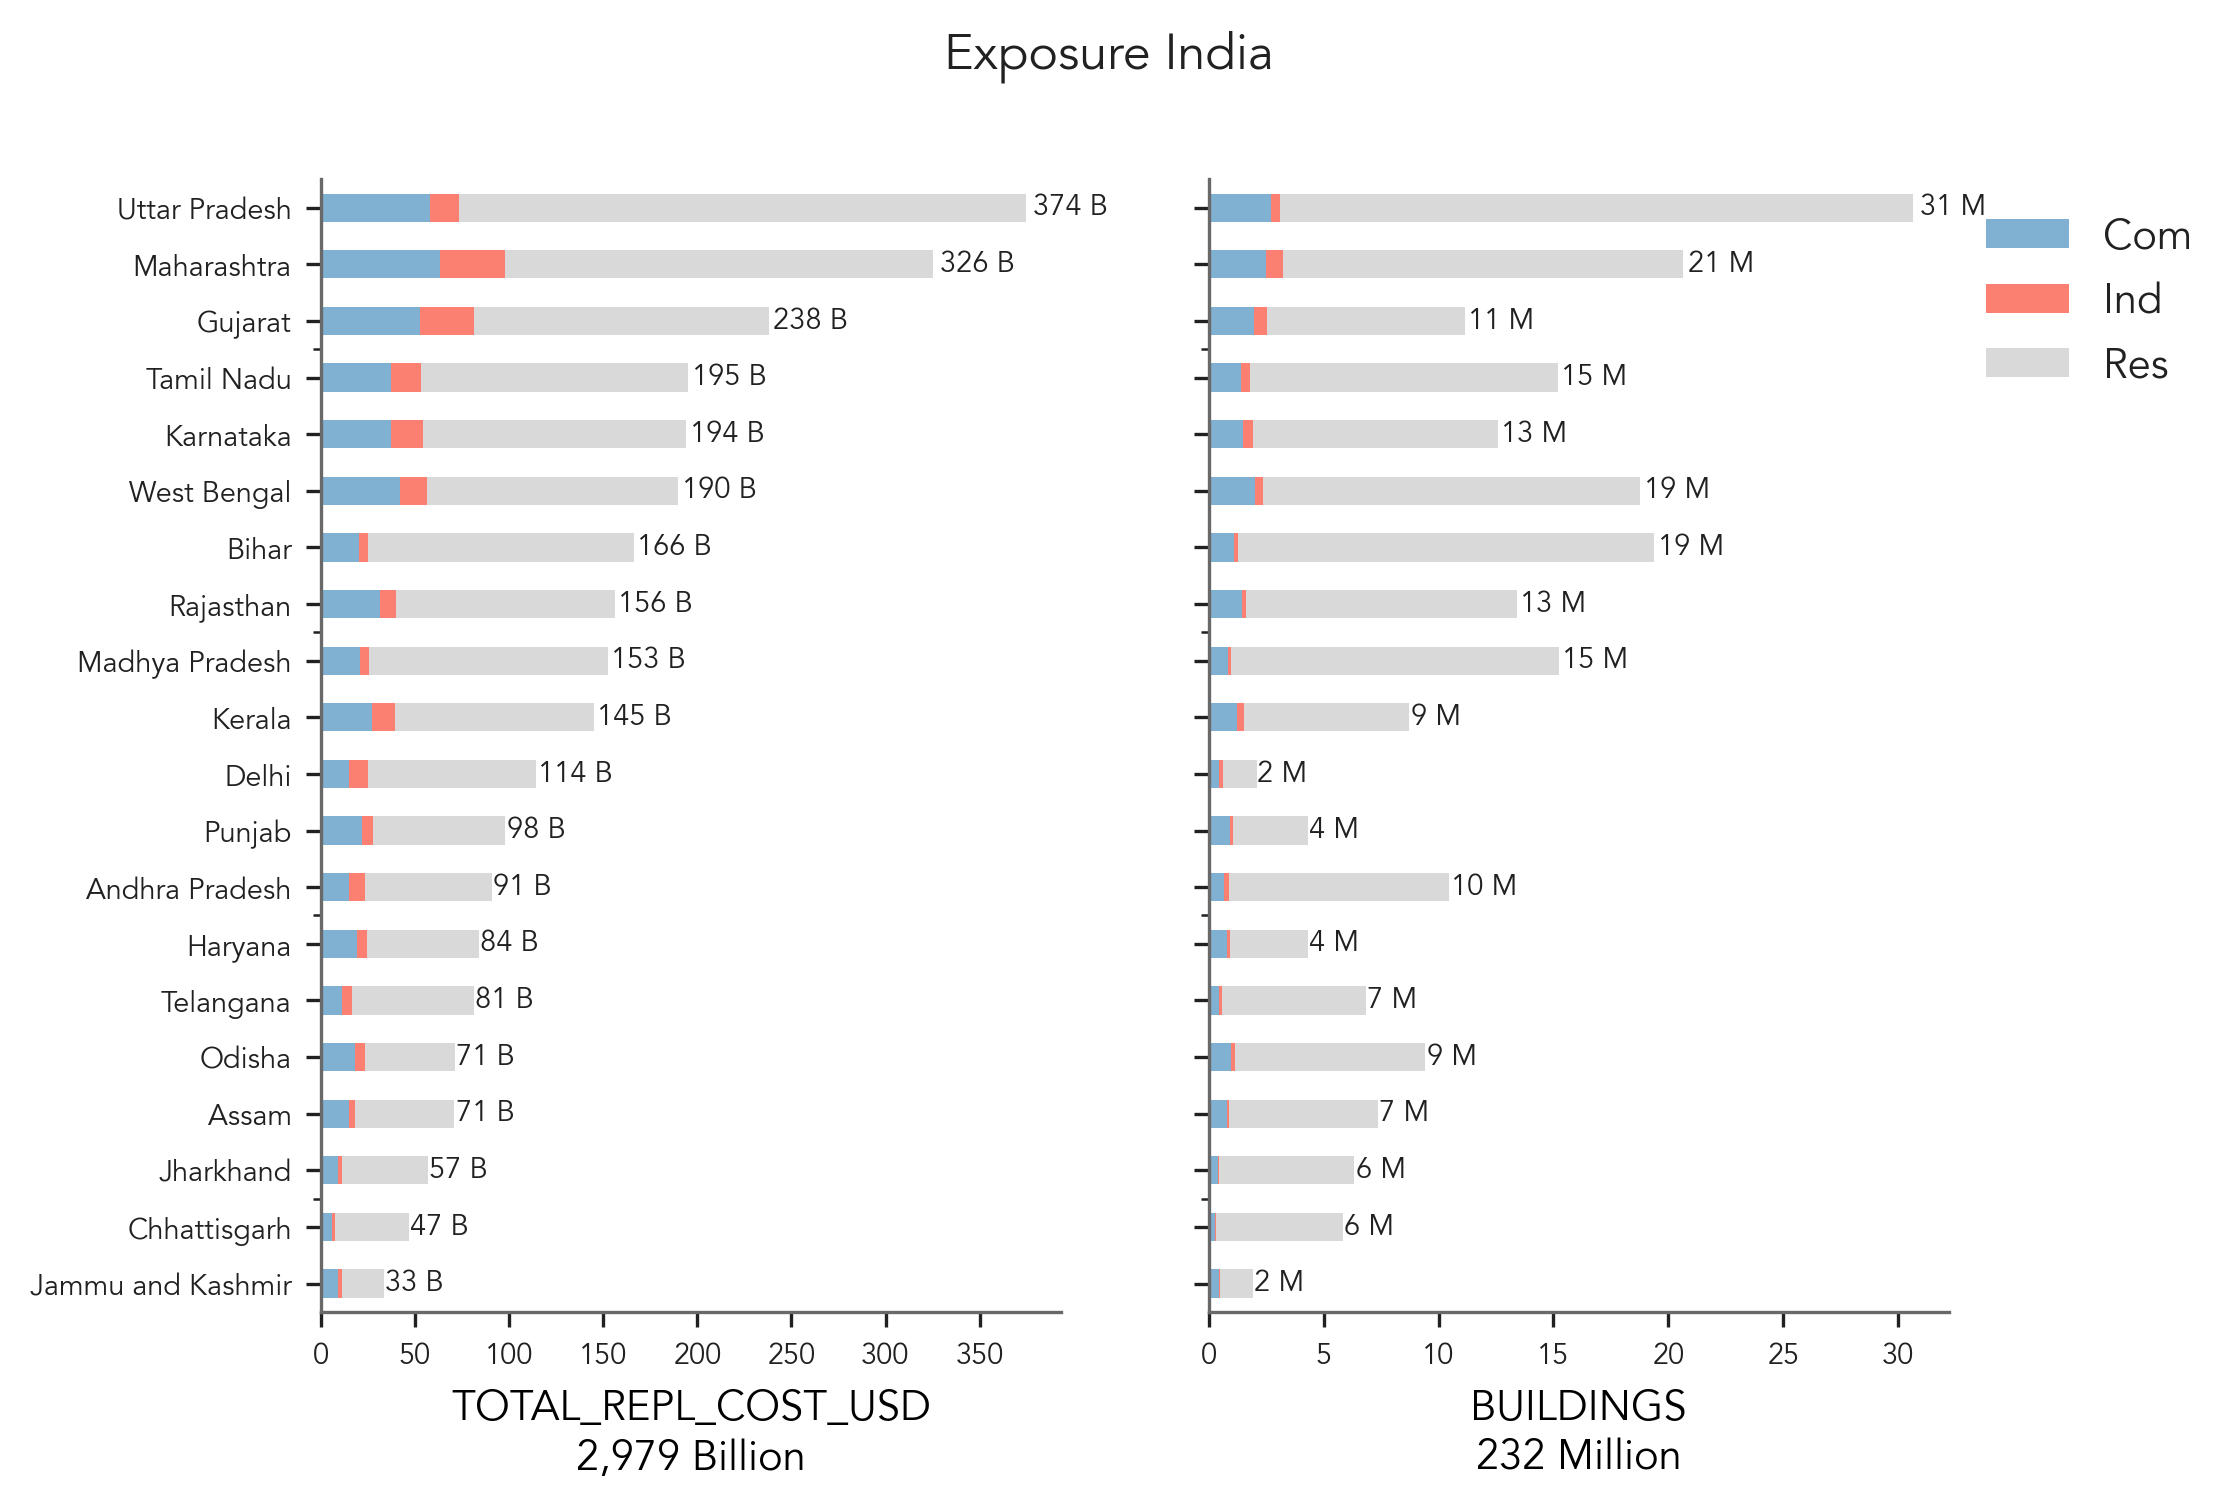 Exposure India
Uttar Pradesh
Maharashtra
Gujarat
Tamil Nadu
Karnataka
West Bengal
Bihar
Rajasthan
Madhya Pradesh
Kerala
Delhi
Punjab
Andhra Pradesh
Haryana
Telangana
Odisha
Assam
Jharkhand
Chhattisgarh
Jammu and Kashmir
374 B
326 B
238 B
195 B
194 B
190 B
166 B
156 B
153 B
145 B
114 B
98 B
91 B
84 B
81 B
71 B
71 B
57 B
47 B
33 B
0 50 100 150 200 250 300 350
TOTAL_REPL_COST_USD
2,979 Billion
31 M
21 M
11 M
15 M
13 M
19 M
19 M
13 M
15 M
9 M
2 M
4 M
10 M
4 M
7 M
9 M
7 M
6 M
6 M
2 M
0 5 10 15 20 25 30
BUILDINGS
232 Million
Com
Ind
Res